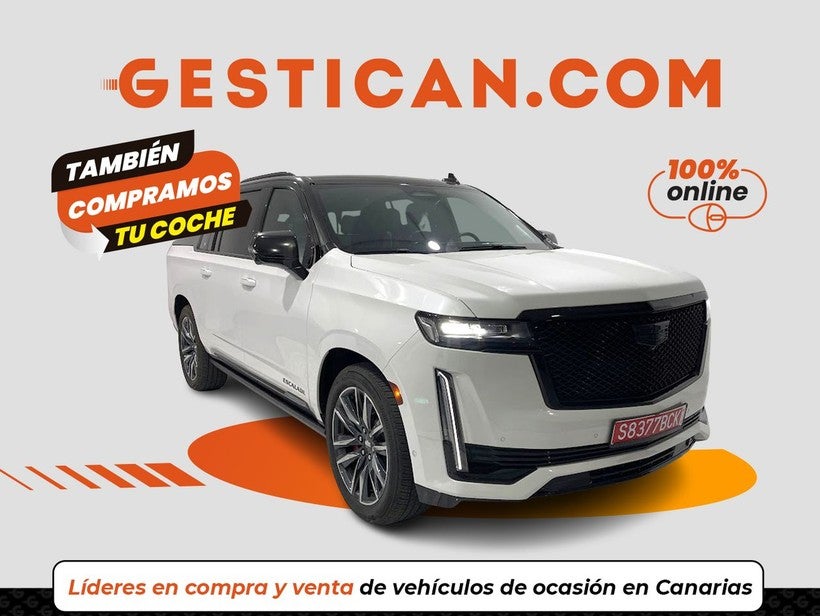 GESTICAN.COM
TAMBIÉN
COMPRAMOS
TU COCHE
100%
online
ESCALADE
S8377BCK
Líderes en compra y venta de vehículos de ocasión en Canarias